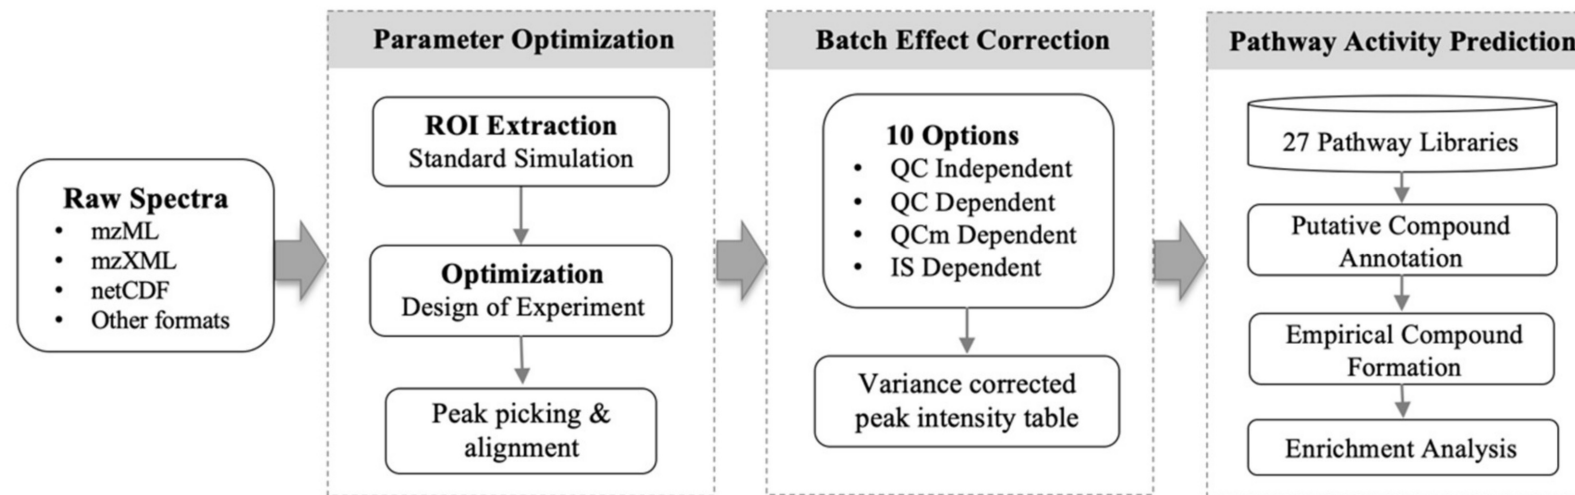 Raw Spectra
• mzML
• mzXML
• netCDF
• Other formats
Parameter Optimization
ROI Extraction
Standard Simulation
Optimization
Design of Experiment
Peak picking &
alignment
Batch Effect Correction
10 Options
• QC Independent
• QC Dependent
• QCm Dependent
• IS Dependent
Variance corrected
peak intensity table
Pathway Activity Prediction
27 Pathway Libraries
Putative Compound
Annotation
Empirical Compound
Formation
Enrichment Analysis